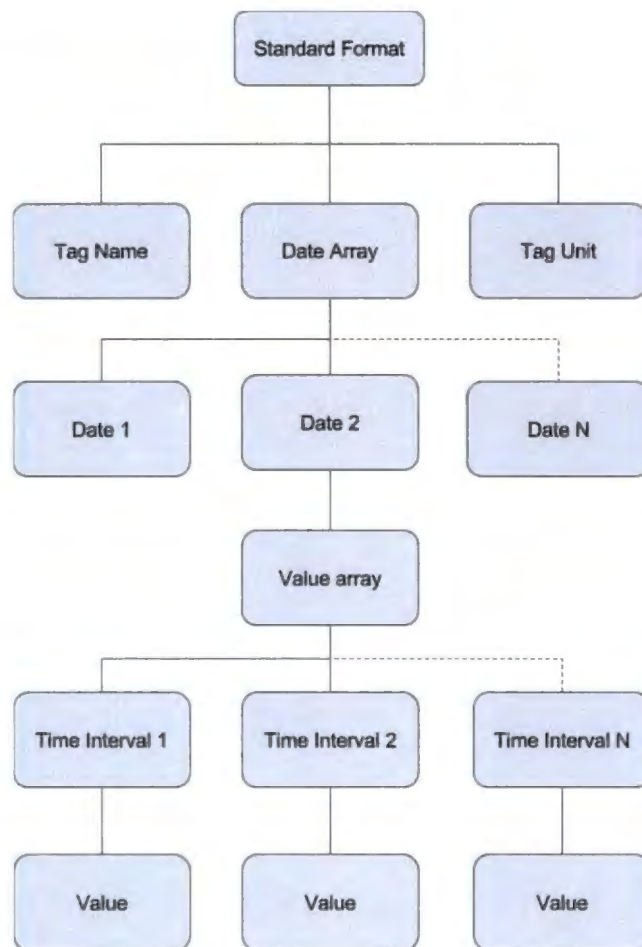 Standard Format
Tag Name
Date Array
Tag Unit
Date 1
Date 2
Date N
Value array
Time Interval 1
Time Interval 2
Time Interval N
Value
Value
Value